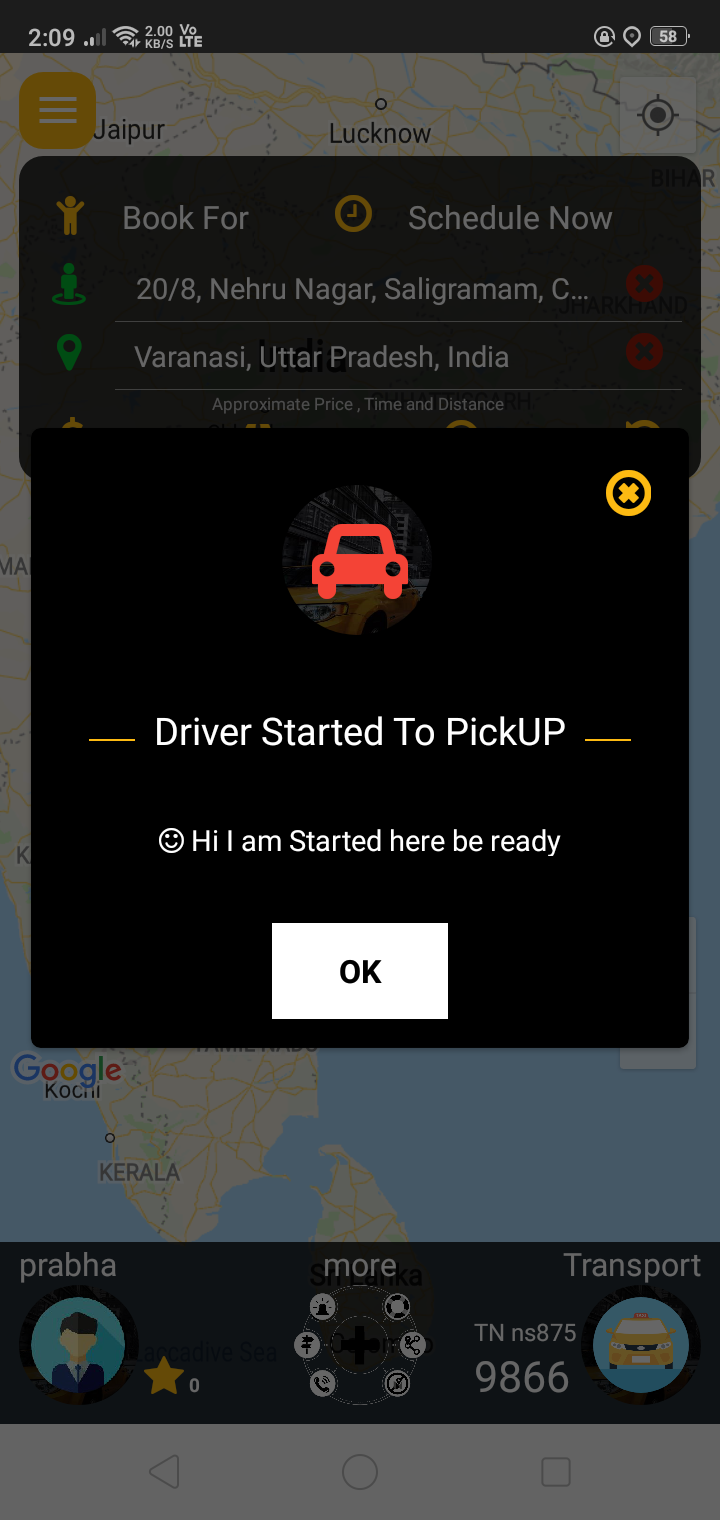 2:09
2.00 KB/S
Vo LTE
58
Jaipur
Lucknow
BIHAR
Book For
Schedule Now
20/8, Nehru Nagar, Saligramam, C...
JHARKHAND
Varanasi, Uttar Pradesh, India
India
Approximate Price , Time and Distance
Driver Started To PickUP
Hi I am Started here be ready
OK
TAMIL NADU
Google
Kochi
KERALA
prabha
more
Transport
Sri Lanka
TN ns875
Laccadive Sea
9866
0